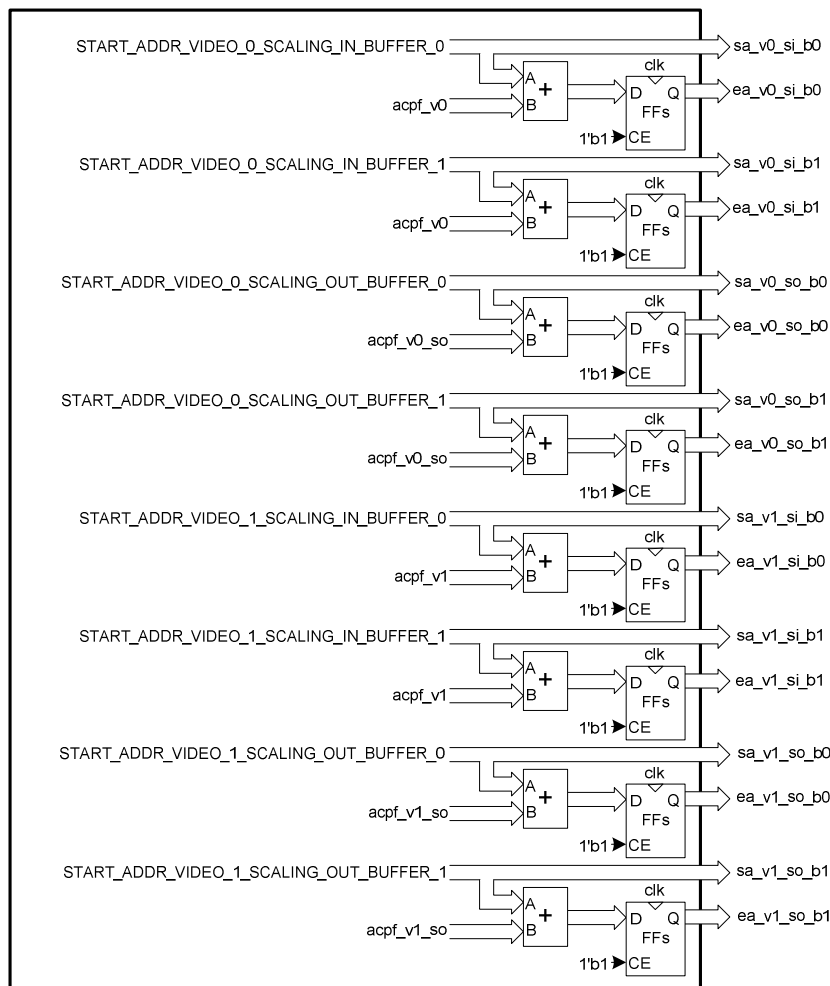 START_ADDR_VIDEO_0_SCALING_IN_BUFFER_0
sa_v0_si_b0
clk
A
+
B
acpf_v0
D Q
FFs
1'b1
CE
ea_v0_si_b0
START_ADDR_VIDEO_0_SCALING_IN_BUFFER_1
sa_v0_si_b1
clk
A
+
B
acpf_v0
D Q
FFs
1'b1
CE
ea_v0_si_b1
START_ADDR_VIDEO_0_SCALING_OUT_BUFFER_0
sa_v0_so_b0
clk
A
+
B
acpf_v0_so
D Q
FFs
1'b1
CE
ea_v0_so_b0
START_ADDR_VIDEO_0_SCALING_OUT_BUFFER_1
sa_v0_so_b1
clk
A
+
B
acpf_v0_so
D Q
FFs
1'b1
CE
ea_v0_so_b1
START_ADDR_VIDEO_1_SCALING_IN_BUFFER_0
sa_v1_si_b0
clk
A
+
B
acpf_v1
D Q
FFs
1'b1
CE
ea_v1_si_b0
START_ADDR_VIDEO_1_SCALING_IN_BUFFER_1
sa_v1_si_b1
clk
A
+
B
acpf_v1
D Q
FFs
1'b1
CE
ea_v1_si_b1
START_ADDR_VIDEO_1_SCALING_OUT_BUFFER_0
sa_v1_so_b0
clk
A
+
B
acpf_v1_so
D Q
FFs
1'b1
CE
ea_v1_so_b0
START_ADDR_VIDEO_1_SCALING_OUT_BUFFER_1
sa_v1_so_b1
clk
A
+
B
acpf_v1_so
D Q
FFs
1'b1
CE
ea_v1_so_b1